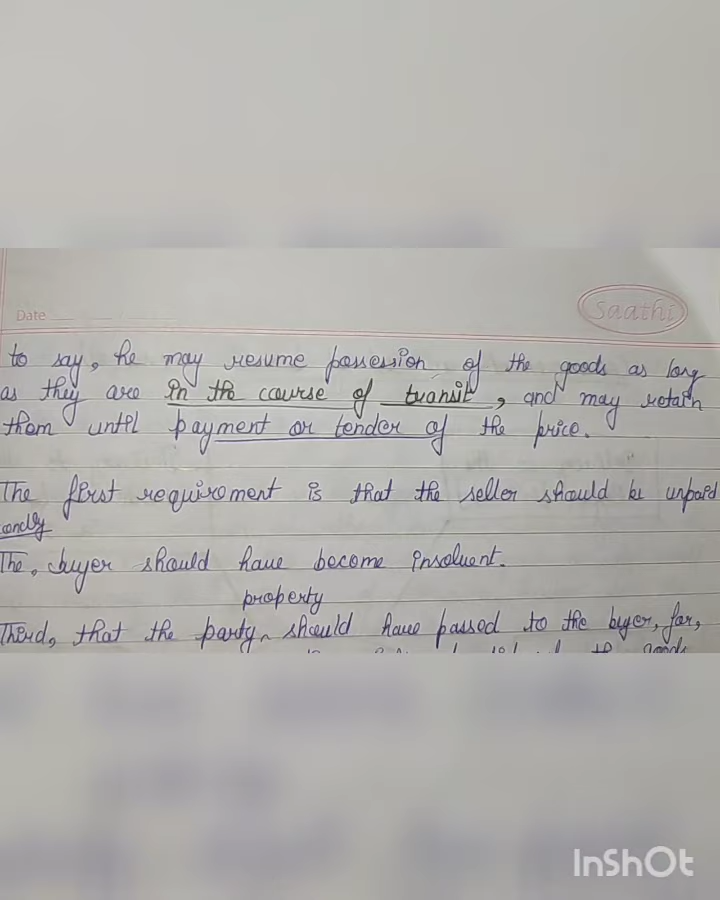 Date
Saathi
to say, he may resume possession of the goods as long
as they are in the course of transit, and may retain
them until payment or tender of the price.
The first requirement is that the seller should be unpaid
condly
The, buyer should have become insolvent.
property
Third, that the party should have passed to the buyer, for,
goods
InShOt